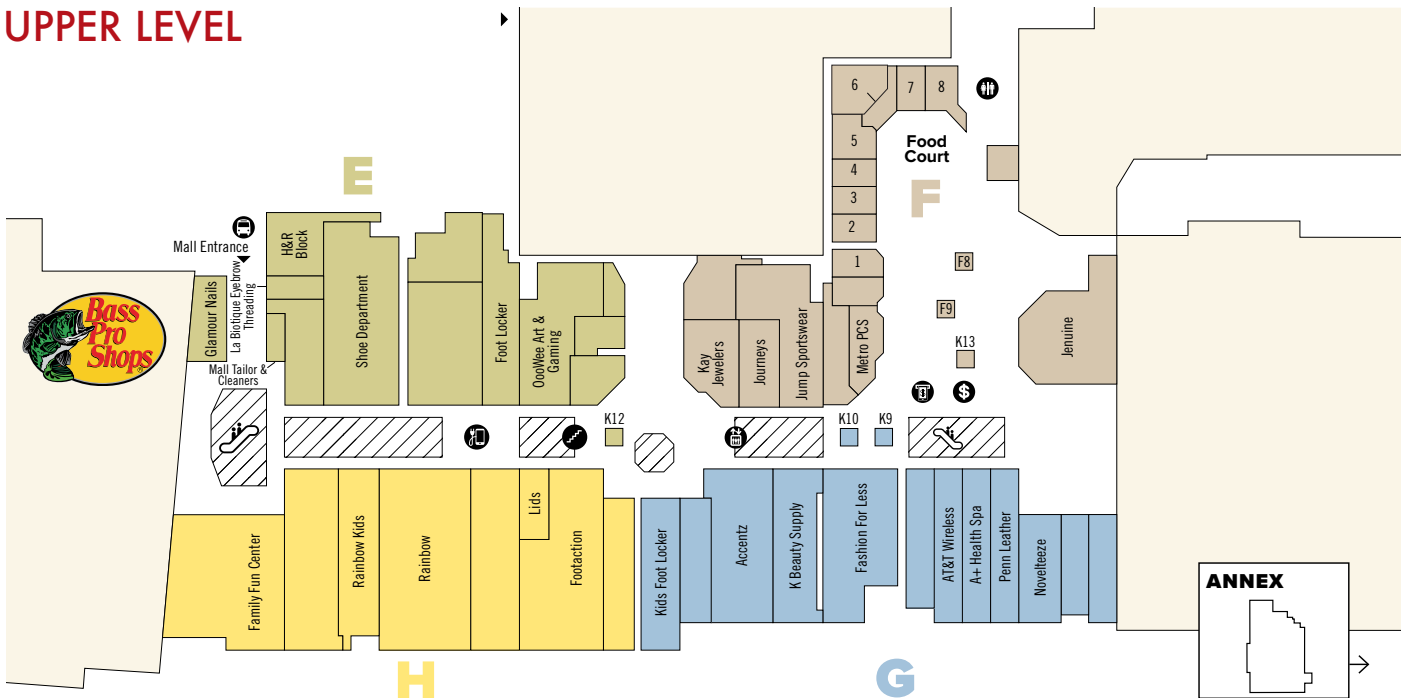 UPPER LEVEL
6
7
8
5
Food
Court
4
3
2
1
F
E
Mall Entrance
H&R
Block
La Biotique Eyebrow
Threading
Glamour Nails
Mall Tailor &
Cleaners
Shoe Department
Foot Locker
OooWee Art &
Gaming
Kay
Jewelers
Journeys
Jump Sportswear
Metro PCS
F8
F9
K13
Jenuine
Bass
Pro
Shops
K12
K10
K9
$
Family Fun Center
Rainbow Kids
Rainbow
Lids
Footaction
Kids Foot Locker
Accentz
K Beauty Supply
Fashion For Less
AT&T Wireless
A+ Health Spa
Penn Leather
Novelteeze
ANNEX
H
G